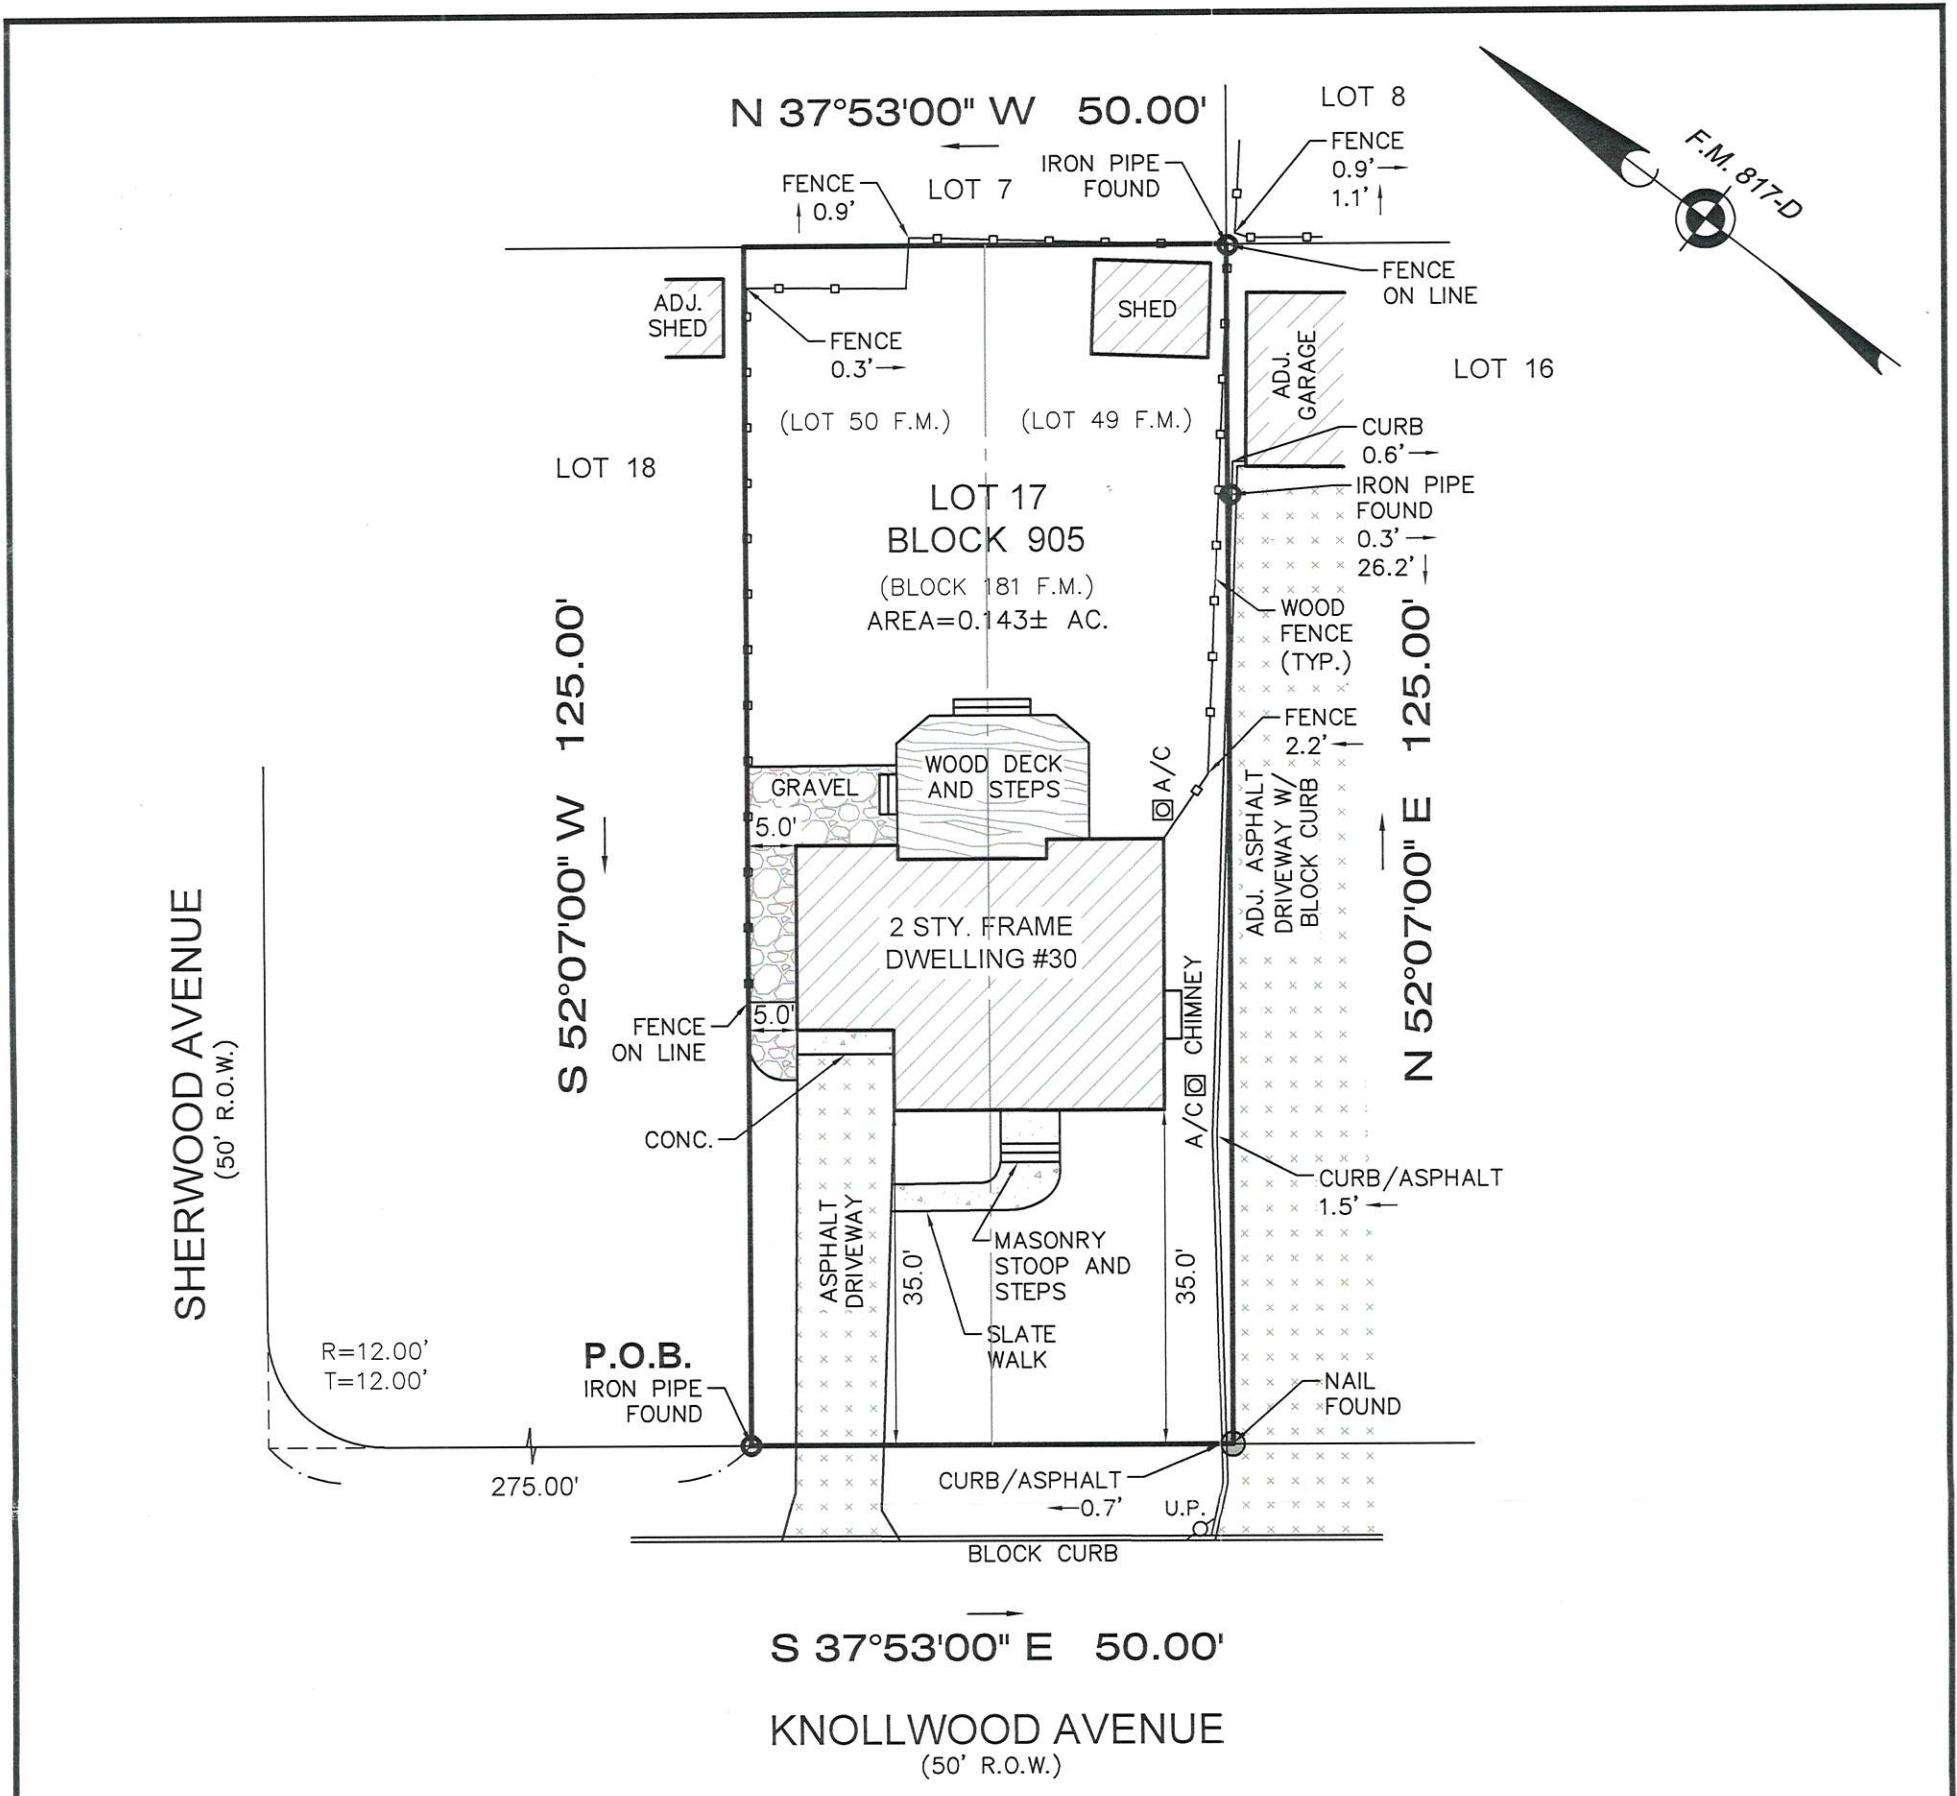 N 37°53'00" W 50.00'
LOT 8
FENCE
0.9'
1.1'
F.M. 817-D
IRON PIPE
FOUND
LOT 7
FENCE
0.9'
FENCE
ON LINE
ADJ.
SHED
SHED
FENCE
0.3'
ADJ.
GARAGE
LOT 16
(LOT 50 F.M.)
(LOT 49 F.M.)
CURB
0.6'
LOT 18
IRON PIPE
FOUND
0.3'
26.2'
LOT 17
BLOCK 905
(BLOCK 181 F.M.)
AREA=0.143± AC.
WOOD
FENCE
(TYP.)
S 52°07'00" W 125.00'
N 52°07'00" E 125.00'
FENCE
2.2'
WOOD DECK
AND STEPS
GRAVEL
A/C
5.0'
ADJ. ASPHALT
DRIVEWAY W/
BLOCK CURB
2 STY. FRAME
DWELLING #30
SHERWOOD AVENUE
(50' R.O.W.)
FENCE
ON LINE
5.0'
CHIMNEY
A/C
CONC.
CURB/ASPHALT
1.5'
ASPHALT
DRIVEWAY
35.0'
MASONRY
STOOP AND
STEPS
35.0'
SLATE
WALK
R=12.00'
T=12.00'
P.O.B.
IRON PIPE
FOUND
NAIL
FOUND
275.00'
CURB/ASPHALT
0.7'
U.P.
BLOCK CURB
S 37°53'00" E 50.00'
KNOLLWOOD AVENUE
(50' R.O.W.)